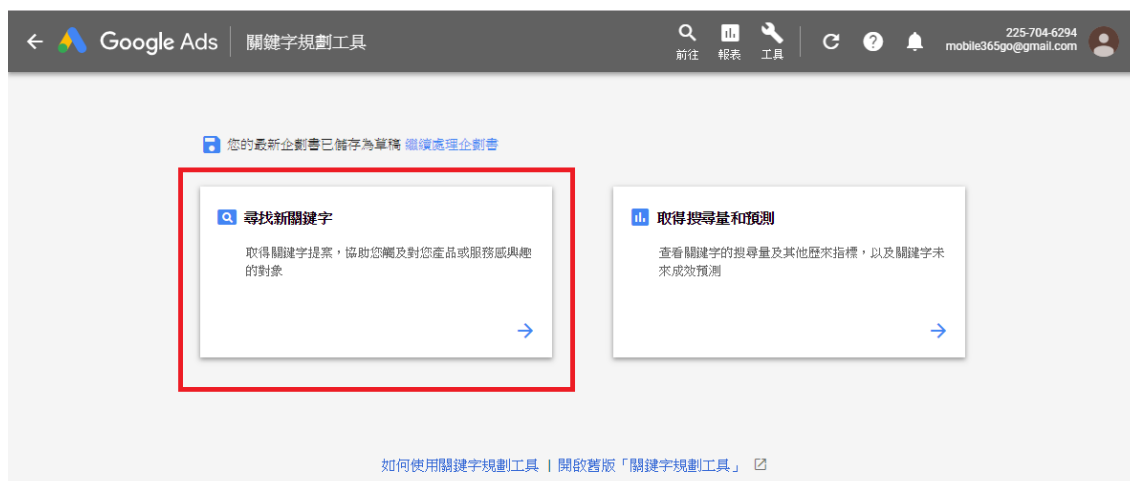 Google Ads 關鍵字規劃工具
前往 報表 工具
225-704-6294
mobile365go@gmail.com
您的最新企劃書已儲存為草稿 繼續處理企劃書
尋找新關鍵字
取得關鍵字提案，協助您觸及對您產品或服務感興趣
的對象
取得搜尋量和預測
查看關鍵字的搜尋量及其他歷來指標，以及關鍵字未
來成效預測
如何使用關鍵字規劃工具 | 開啟舊版「關鍵字規劃工具」